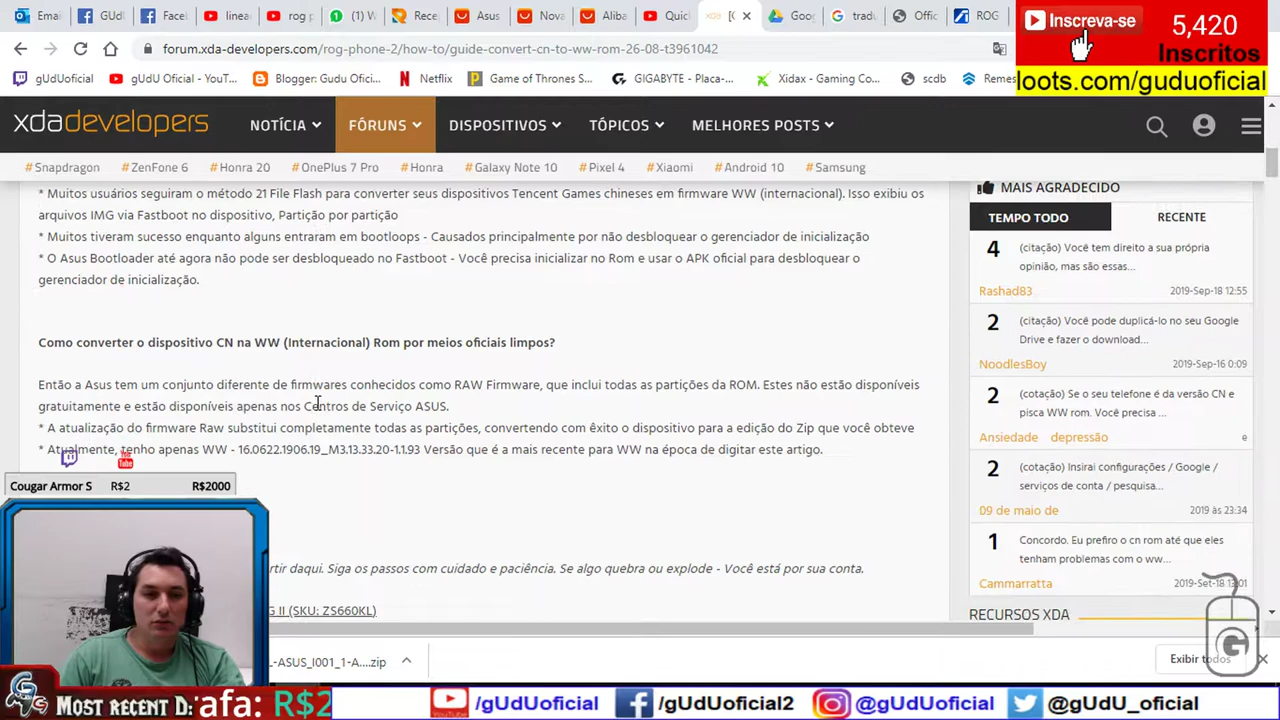 Email
GUd
Face
linea
rog p
(1) W
Rece
Asus
Nova
Aliba
Quic
[G
Goog
tradu
Offic
ROG
Inscreva-se
5,420
Inscritos
loots.com/guduoficial
forum.xda-developers.com/rog-phone-2/how-to/guide-convert-cn-to-ww-rom-26-08-t3961042
gUdUoficial
gUdU Oficial - YouT...
Blogger: Gudu Ofici...
Netflix
Game of Thrones S...
GIGABYTE - Placa-...
Xidax - Gaming Co...
scdb
Remes
xdadevelopers
NOTÍCIA
FÓRUNS
DISPOSITIVOS
TÓPICOS
MELHORES POSTS
#Snapdragon
#ZenFone 6
#Honra 20
#OnePlus 7 Pro
#Honra
#Galaxy Note 10
#Pixel 4
#Xiaomi
#Android 10
#Samsung
* Muitos usuários seguiram o método 21 File Flash para converter seus dispositivos Tencent Games chineses em firmware WW (internacional). Isso exibiu os
arquivos IMG via Fastboot no dispositivo, Partição por partição
* Muitos tiveram sucesso enquanto alguns entraram em bootloops - Causados principalmente por não desbloquear o gerenciador de inicialização
* O Asus Bootloader até agora não pode ser desbloqueado no Fastboot - Você precisa inicializar no Rom e usar o APK oficial para desbloquear o
gerenciador de inicialização.
Como converter o dispositivo CN na WW (Internacional) Rom por meios oficiais limpos?
Então a Asus tem um conjunto diferente de firmwares conhecidos como RAW Firmware, que inclui todas as partições da ROM. Estes não estão disponíveis
gratuitamente e estão disponíveis apenas nos Centros de Serviço ASUS.
* A atualização do firmware Raw substitui completamente todas as partições, convertendo com êxito o dispositivo para a edição do Zip que você obteve
* Atualmente, tenho apenas WW - 16.0622.1906.19_M3.13.33.20-1.1.93 Versão que é a mais recente para WW na época de digitar este artigo.
Cougar Armor S R$2 R$2000
rtir daqui. Siga os passos com cuidado e paciência. Se algo quebra ou explode - Você está por sua conta.
G II (SKU: ZS660KL)
MAIS AGRADECIDO
TEMPO TODO
RECENTE
4
(citação) Você tem direito a sua própria
opinião, mas são essas...
Rashad83
2019-Sep-18 12:55
2
(citação) Você pode duplicá-lo no seu Google
Drive e fazer o download...
NoodlesBoy
2019-Sep-16 0:09
2
(citação) Se o seu telefone é da versão CN e
pisca WW rom. Você precisa ...
Ansiedade depressão
e
2
(cotação) Insirai configurações / Google /
serviços de conta / pesquisa...
09 de maio de
2019 às 23:34
1
Concordo. Eu prefiro o cn rom até que eles
tenham problemas com o ww...
Cammarratta
2019-Set-18 13:01
RECURSOS XDA
G
L-ASUS_I001_1-A....zip
Exibir todos
Most recent D: afa: R$2
YouTube
/gUdUoficial
/gUdUoficial2
@gUdUoficial
@gUdU_oficial